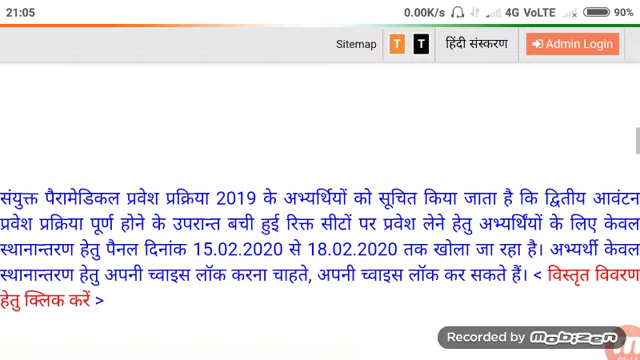 21:05 0.00K/s 4G VoLTE 90%
Sitemap T T हिंदी संस्करण Admin Login
संयुक्त पैरामेडिकल प्रवेश प्रक्रिया 2019 के अभ्यर्थियों को सूचित किया जाता है कि द्वितीय आवंटन
प्रवेश प्रक्रिया पूर्ण होने के उपरान्त बची हुई रिक्त सीटों पर प्रवेश लेने हेतु अभ्यर्थियों के लिए केवल
स्थानान्तरण हेतु पैनल दिनांक 15.02.2020 से 18.02.2020 तक खोला जा रहा है। अभ्यर्थी केवल
स्थानान्तरण हेतु अपनी च्वाइस लॉक करना चाहते, अपनी च्वाइस लॉक कर सकते हैं। < विस्तृत विवरण
हेतु क्लिक करें >
Recorded by Mobizen